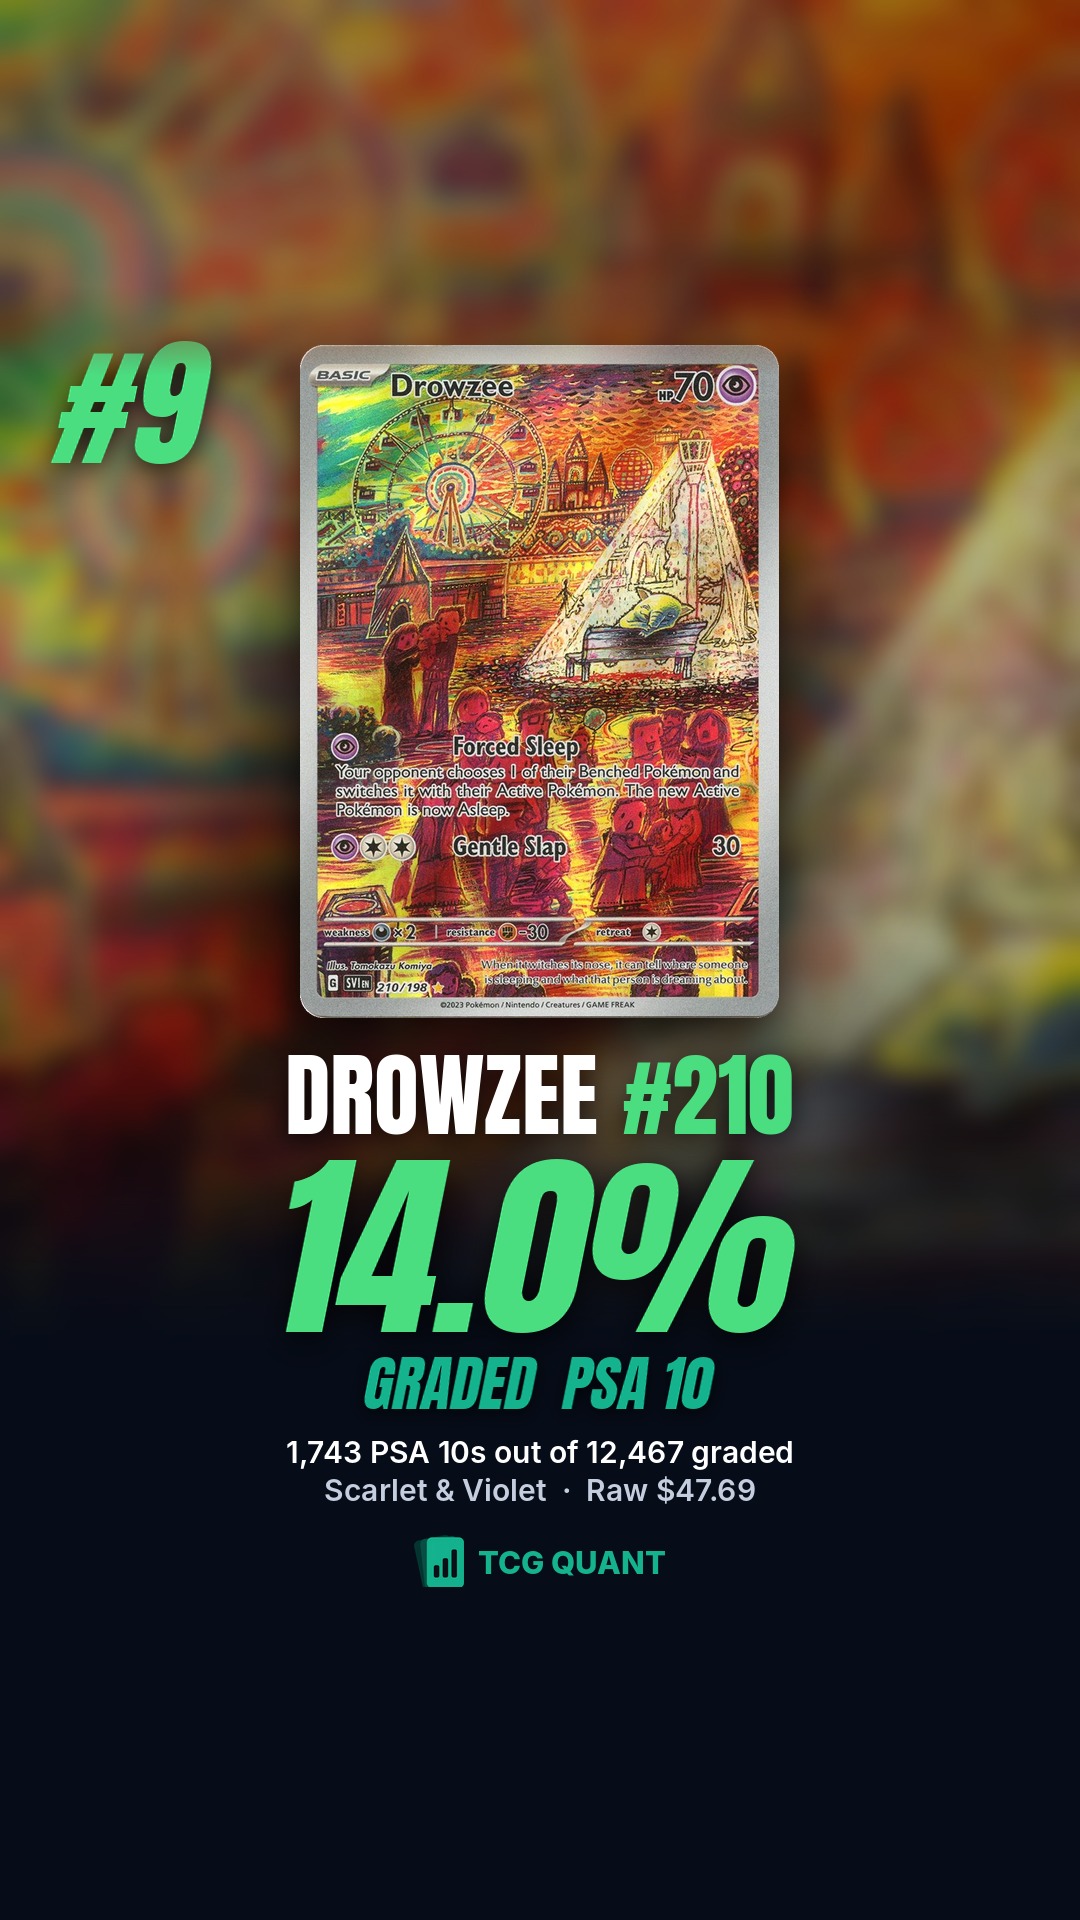 #9
BASIC Drowzee HP70
Forced Sleep
Your opponent chooses 1 of their Benched Pokémon and
switches it with their Active Pokémon. The new Active
Pokémon is now Asleep.
Gentle Slap 30
weakness ×2 resistance -30 retreat
Illus. Tomokazu Komiya
When it twitches its nose, it can tell where someone
is sleeping and what that person is dreaming about.
G SVI EN 210/198
©2023 Pokémon / Nintendo / Creatures / GAME FREAK
DROWZEE #210
14.0%
GRADED PSA 10
1,743 PSA 10s out of 12,467 graded
Scarlet & Violet · Raw $47.69
TCG QUANT